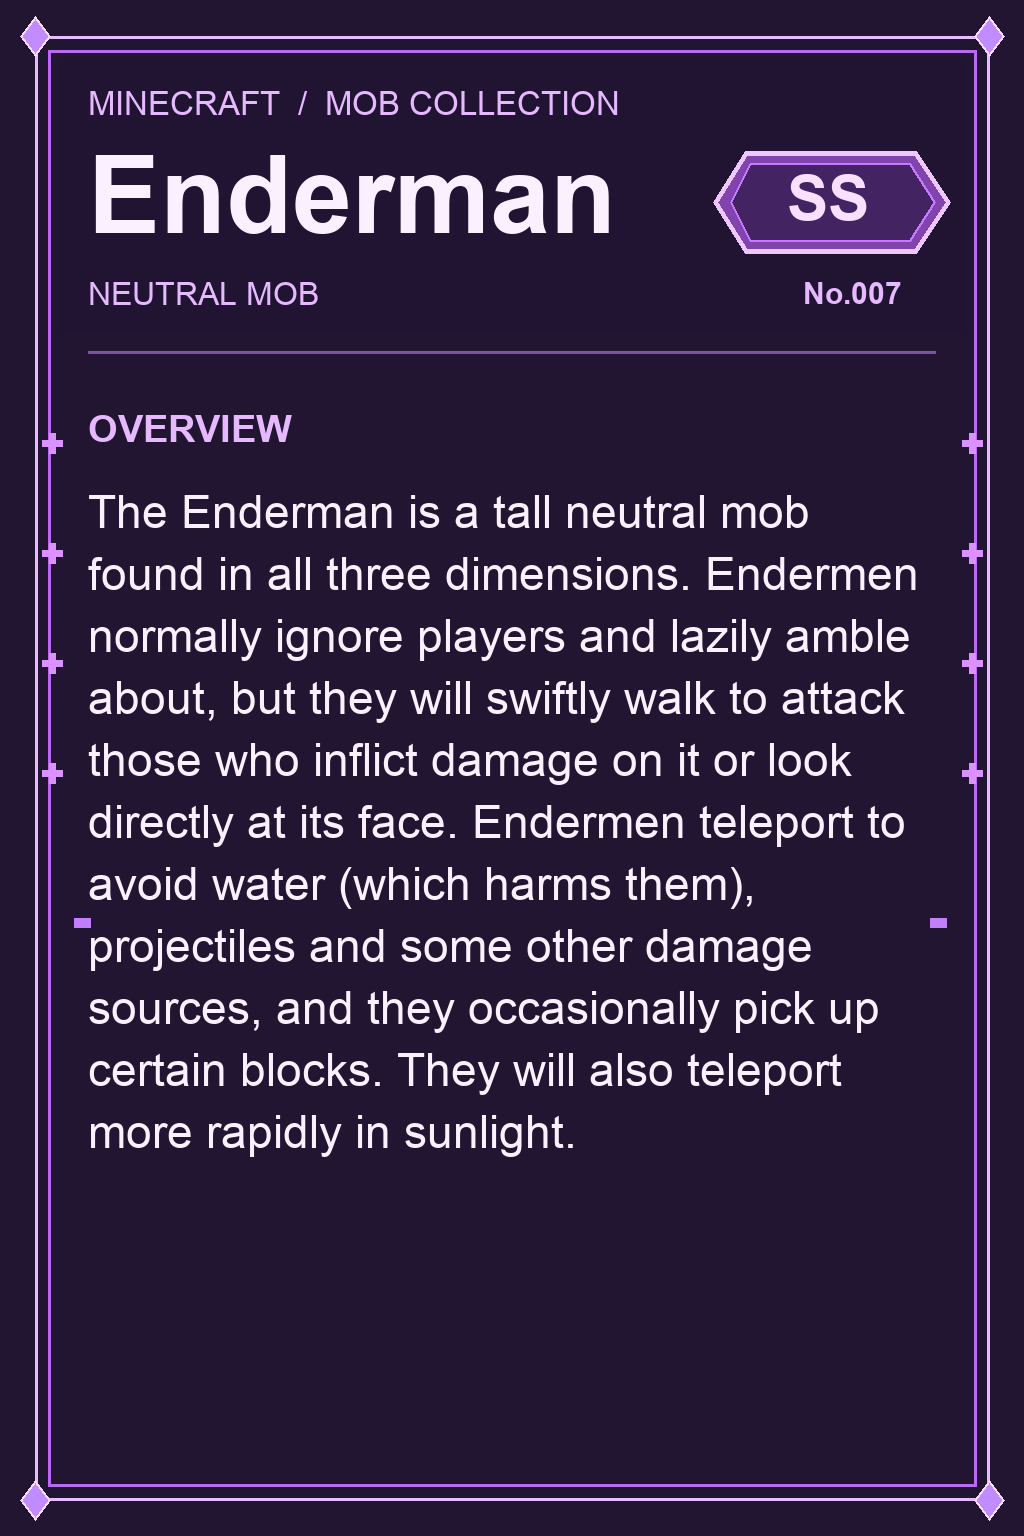 MINECRAFT / MOB COLLECTION
Enderman
SS
NEUTRAL MOB
No.007
OVERVIEW
The Enderman is a tall neutral mob
found in all three dimensions. Endermen
normally ignore players and lazily amble
about, but they will swiftly walk to attack
those who inflict damage on it or look
directly at its face. Endermen teleport to
avoid water (which harms them),
projectiles and some other damage
sources, and they occasionally pick up
certain blocks. They will also teleport
more rapidly in sunlight.